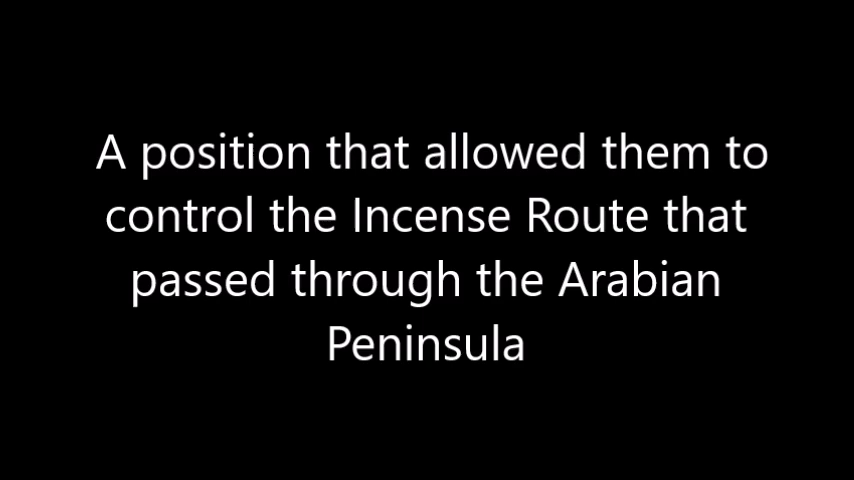 A position that allowed them to
control the Incense Route that
passed through the Arabian
Peninsula